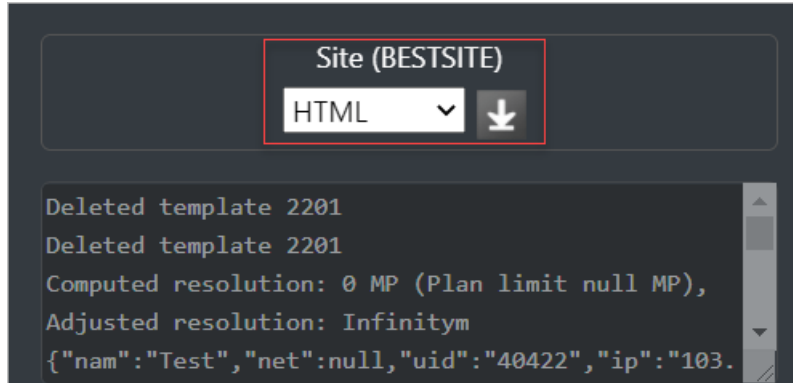 Site (BESTSITE)
HTML
Deleted template 2201
Deleted template 2201
Computed resolution: 0 MP (Plan limit null MP),
Adjusted resolution: Infinitym
{"nam":"Test","net":null,"uid":"40422","ip":"103.